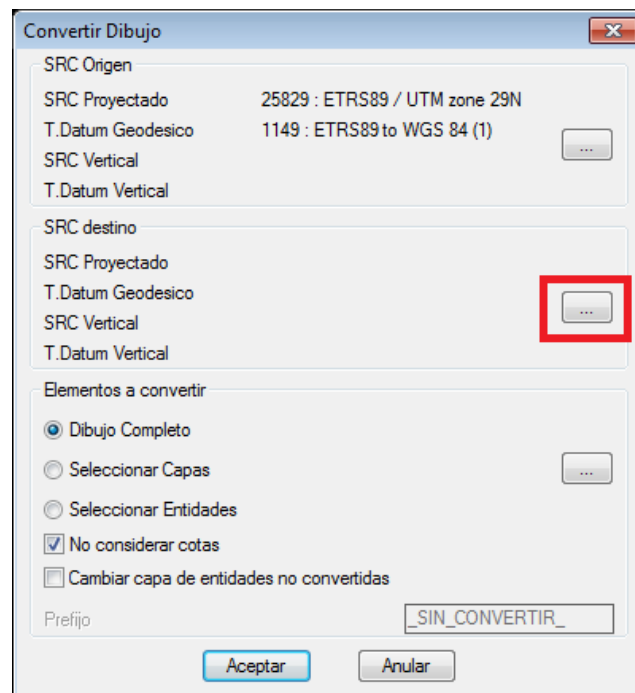 Convertir Dibujo
SRC Origen
SRC Proyectado 25829 : ETRS89 / UTM zone 29N
T.Datum Geodesico 1149 : ETRS89 to WGS 84 (1)
...
SRC Vertical
T.Datum Vertical
SRC destino
SRC Proyectado
T.Datum Geodesico
...
SRC Vertical
T.Datum Vertical
Elementos a convertir
Dibujo Completo
Seleccionar Capas ...
Seleccionar Entidades
No considerar cotas
Cambiar capa de entidades no convertidas
Prefijo _SIN_CONVERTIR_
Aceptar Anular